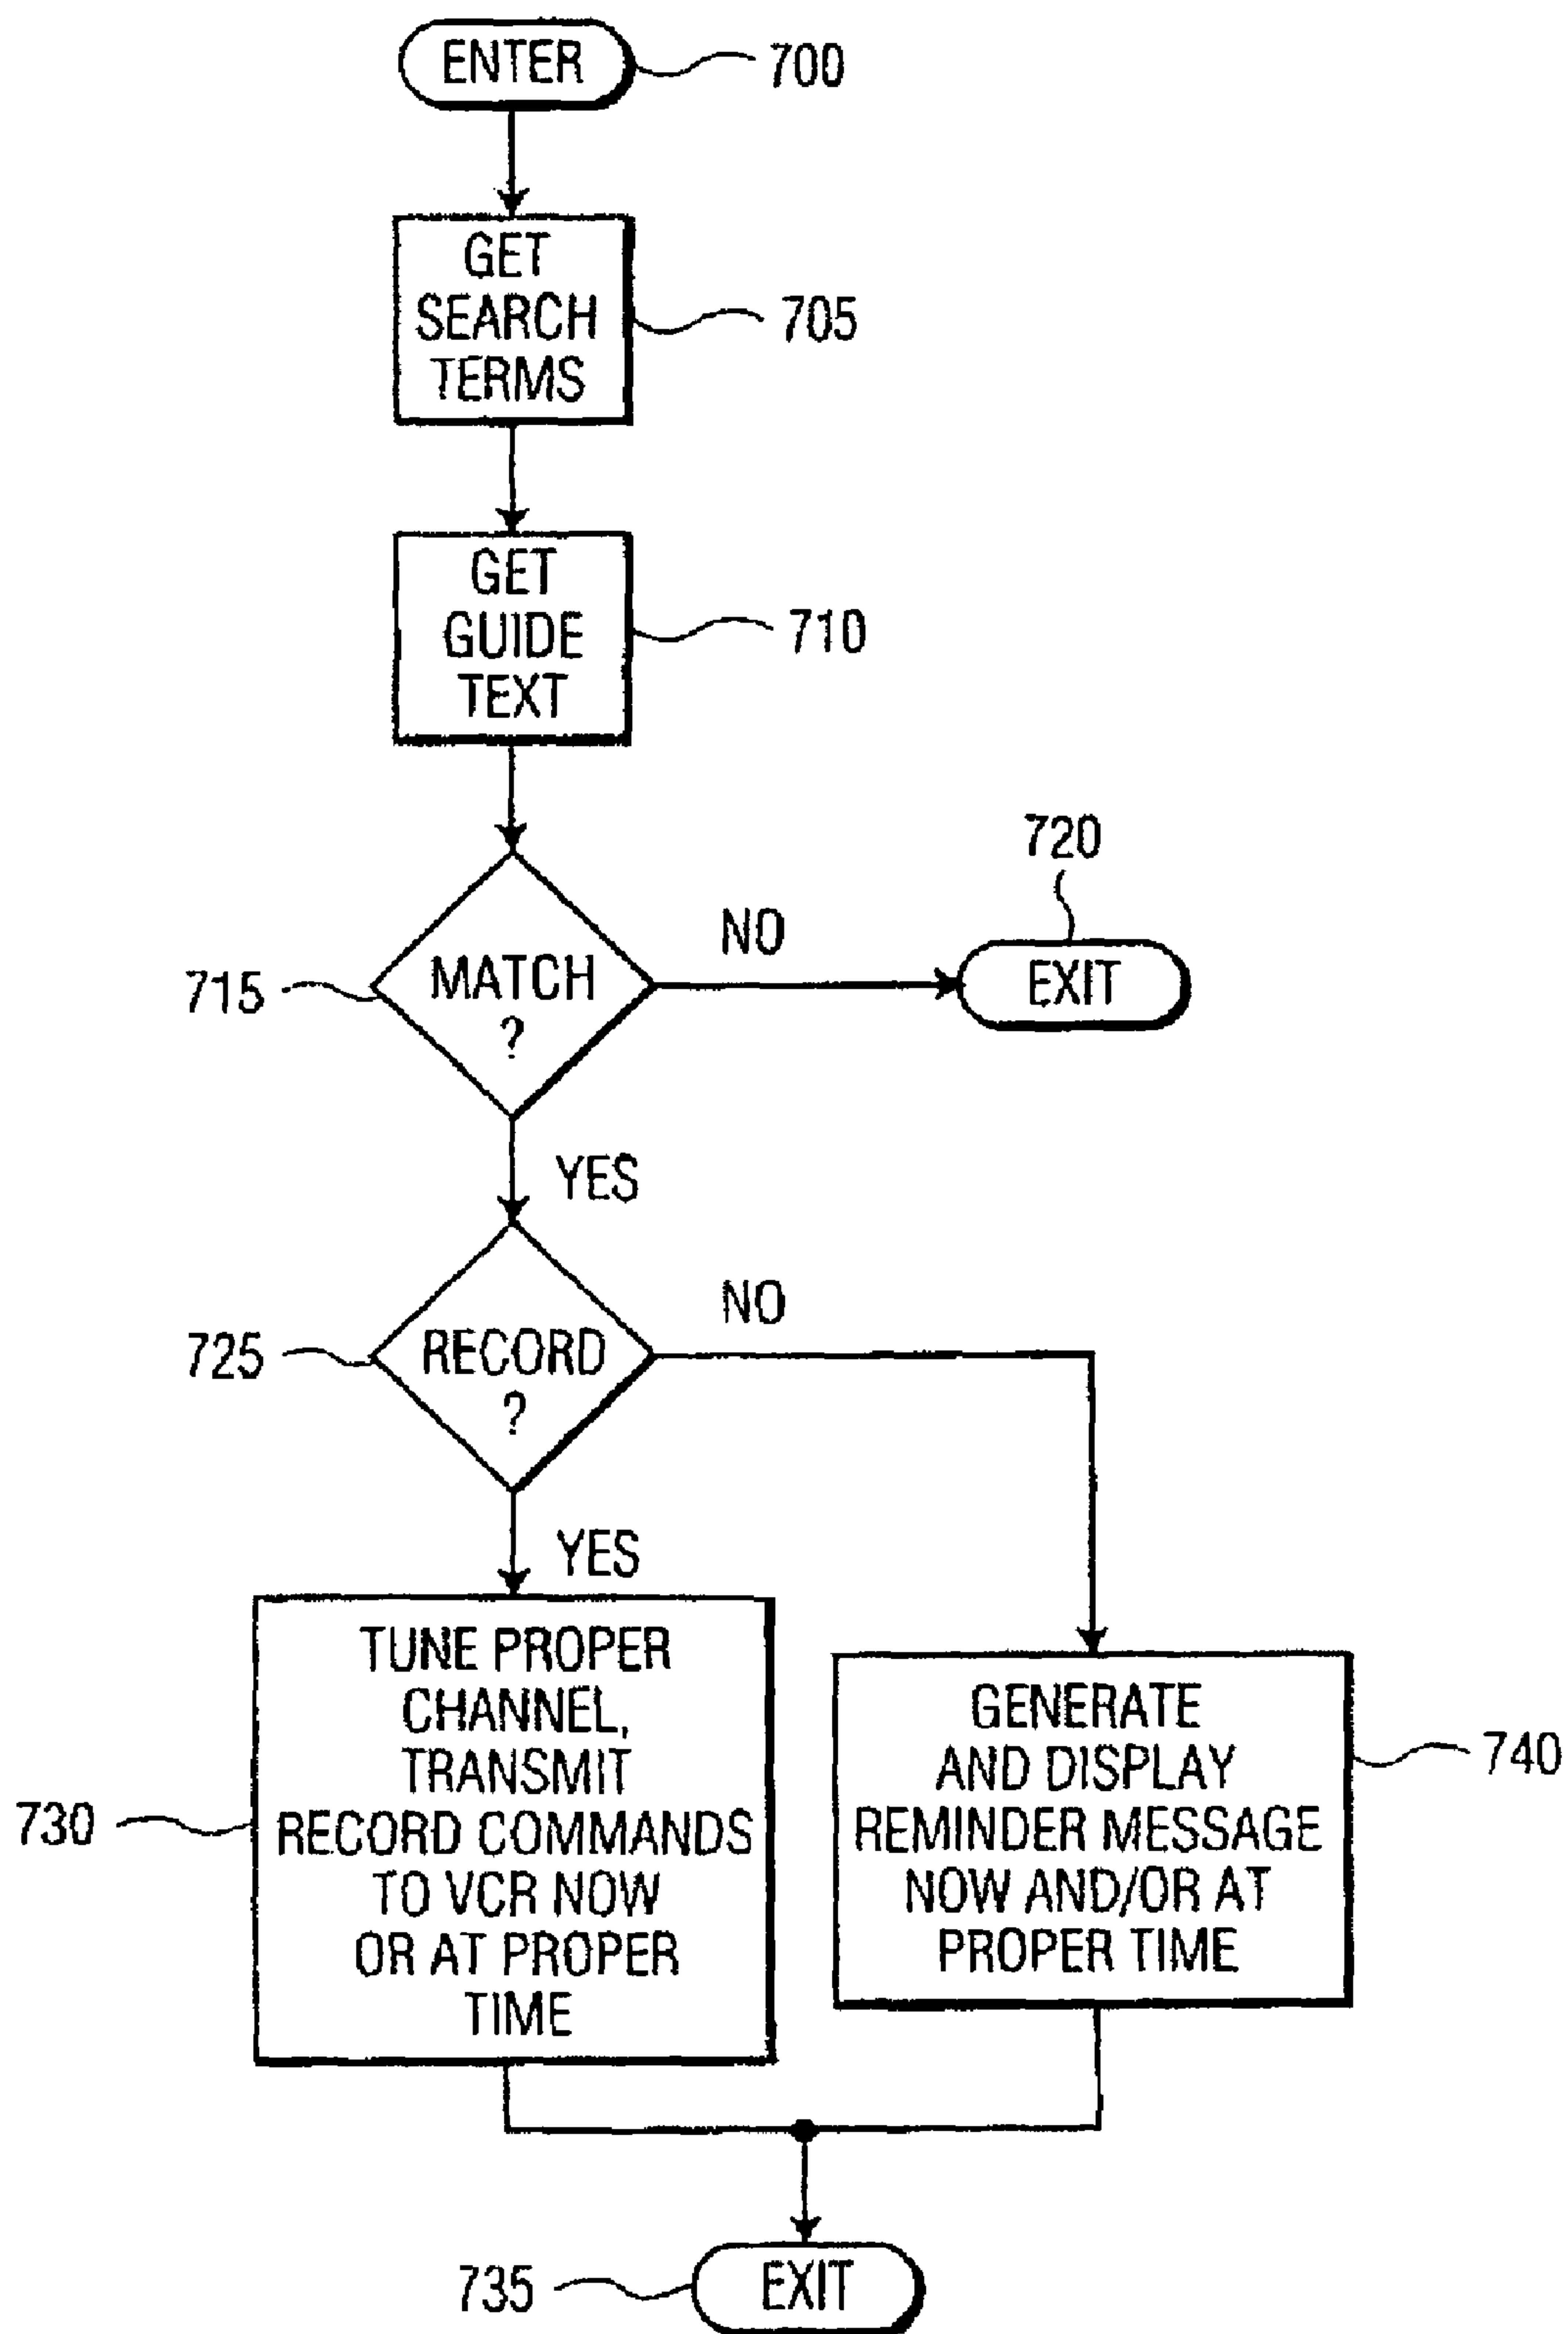 ENTER
700
GET
SEARCH
TERMS
705
GET
GUIDE
TEXT
710
720
NO
715
MATCH
?
EXIT
YES
NO
725
RECORD
?
YES
TUNE PROPER
CHANNEL,
TRANSMIT
RECORD COMMANDS
TO VCR NOW
OR AT PROPER
TIME
730
GENERATE
AND DISPLAY
REMINDER MESSAGE
NOW AND/OR AT
PROPER TIME
740
735
EXIT